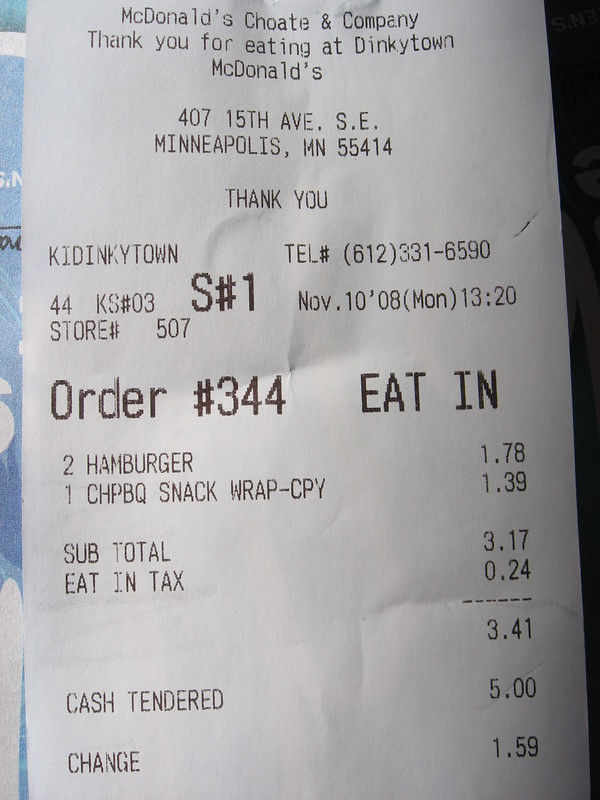 McDonald's Choate & Company
Thank you for eating at Dinkytown
McDonald's
407 15TH AVE. S.E.
MINNEAPOLIS, MN 55414
THANK YOU
KIDINKYTOWN TEL# (612)331-6590
44 KS#03 S#1 Nov.10'08(Mon)13:20
STORE# 507
Order #344 EAT IN
2 HAMBURGER 1.78
1 CHPBQ SNACK WRAP-CPY 1.39
SUB TOTAL 3.17
EAT IN TAX 0.24
------
3.41
CASH TENDERED 5.00
CHANGE 1.59